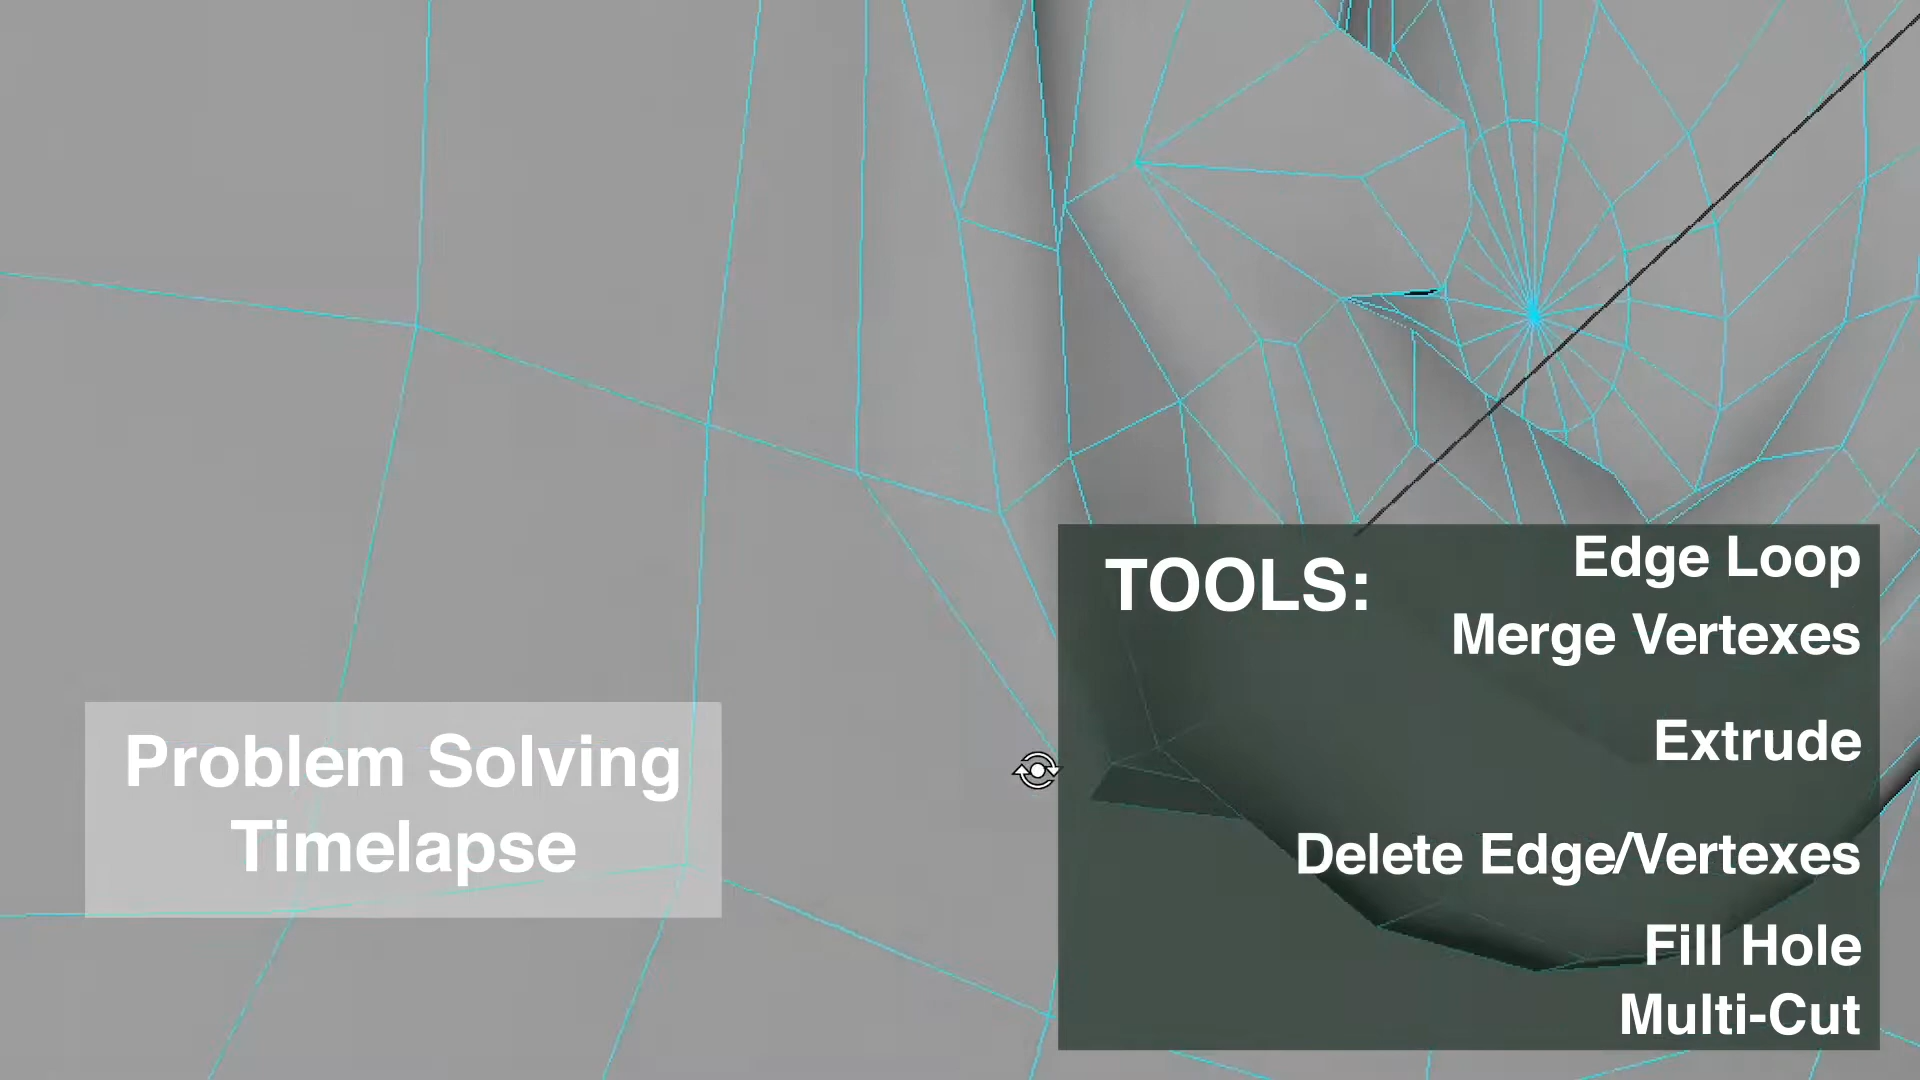 Problem Solving
Timelapse
TOOLS:
Edge Loop
Merge Vertexes
Extrude
Delete Edge/Vertexes
Fill Hole
Multi-Cut